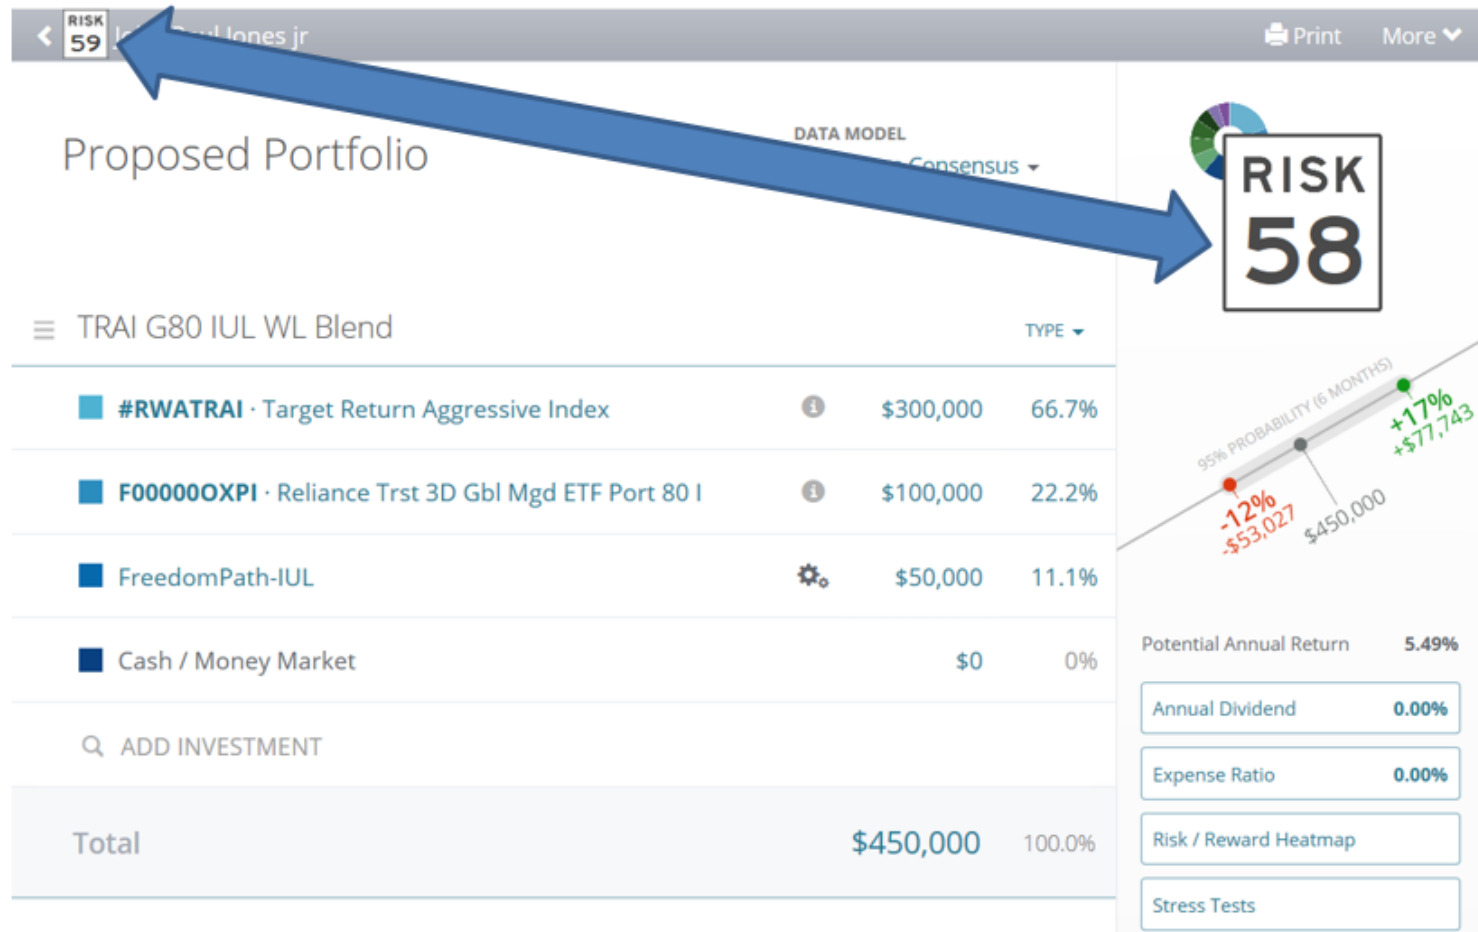 RISK
59
Jones jr
Print
More
Proposed Portfolio
DATA MODEL
Consensus
RISK
58
TRAI G80 IUL WL Blend
TYPE
#RWATRAI · Target Return Aggressive Index
$300,000
66.7%
F00000OXPI · Reliance Trst 3D Gbl Mgd ETF Port 80 I
$100,000
22.2%
FreedomPath-IUL
$50,000
11.1%
Cash / Money Market
$0
0%
ADD INVESTMENT
Total
$450,000
100.0%
95% PROBABILITY (6 MONTHS)
+17%
+$77,743
-12%
-$53,027
$450,000
Potential Annual Return
5.49%
Annual Dividend
0.00%
Expense Ratio
0.00%
Risk / Reward Heatmap
Stress Tests